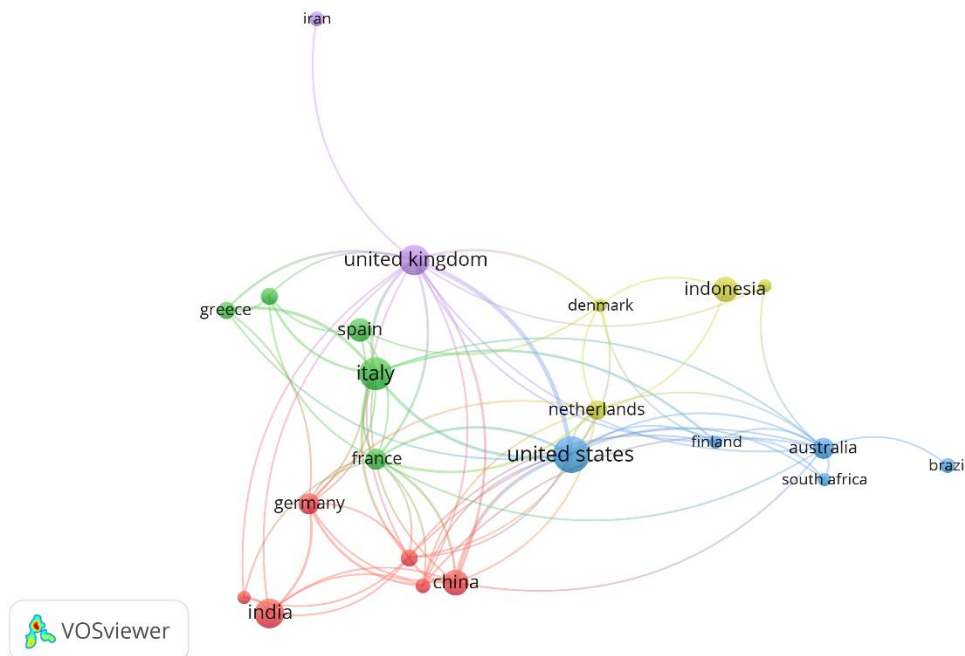 iran
united kingdom
indonesia
denmark
greece
spain
italy
netherlands
united states
finland
australia
france
south africa
brazi
germany
china
india
VOSviewer